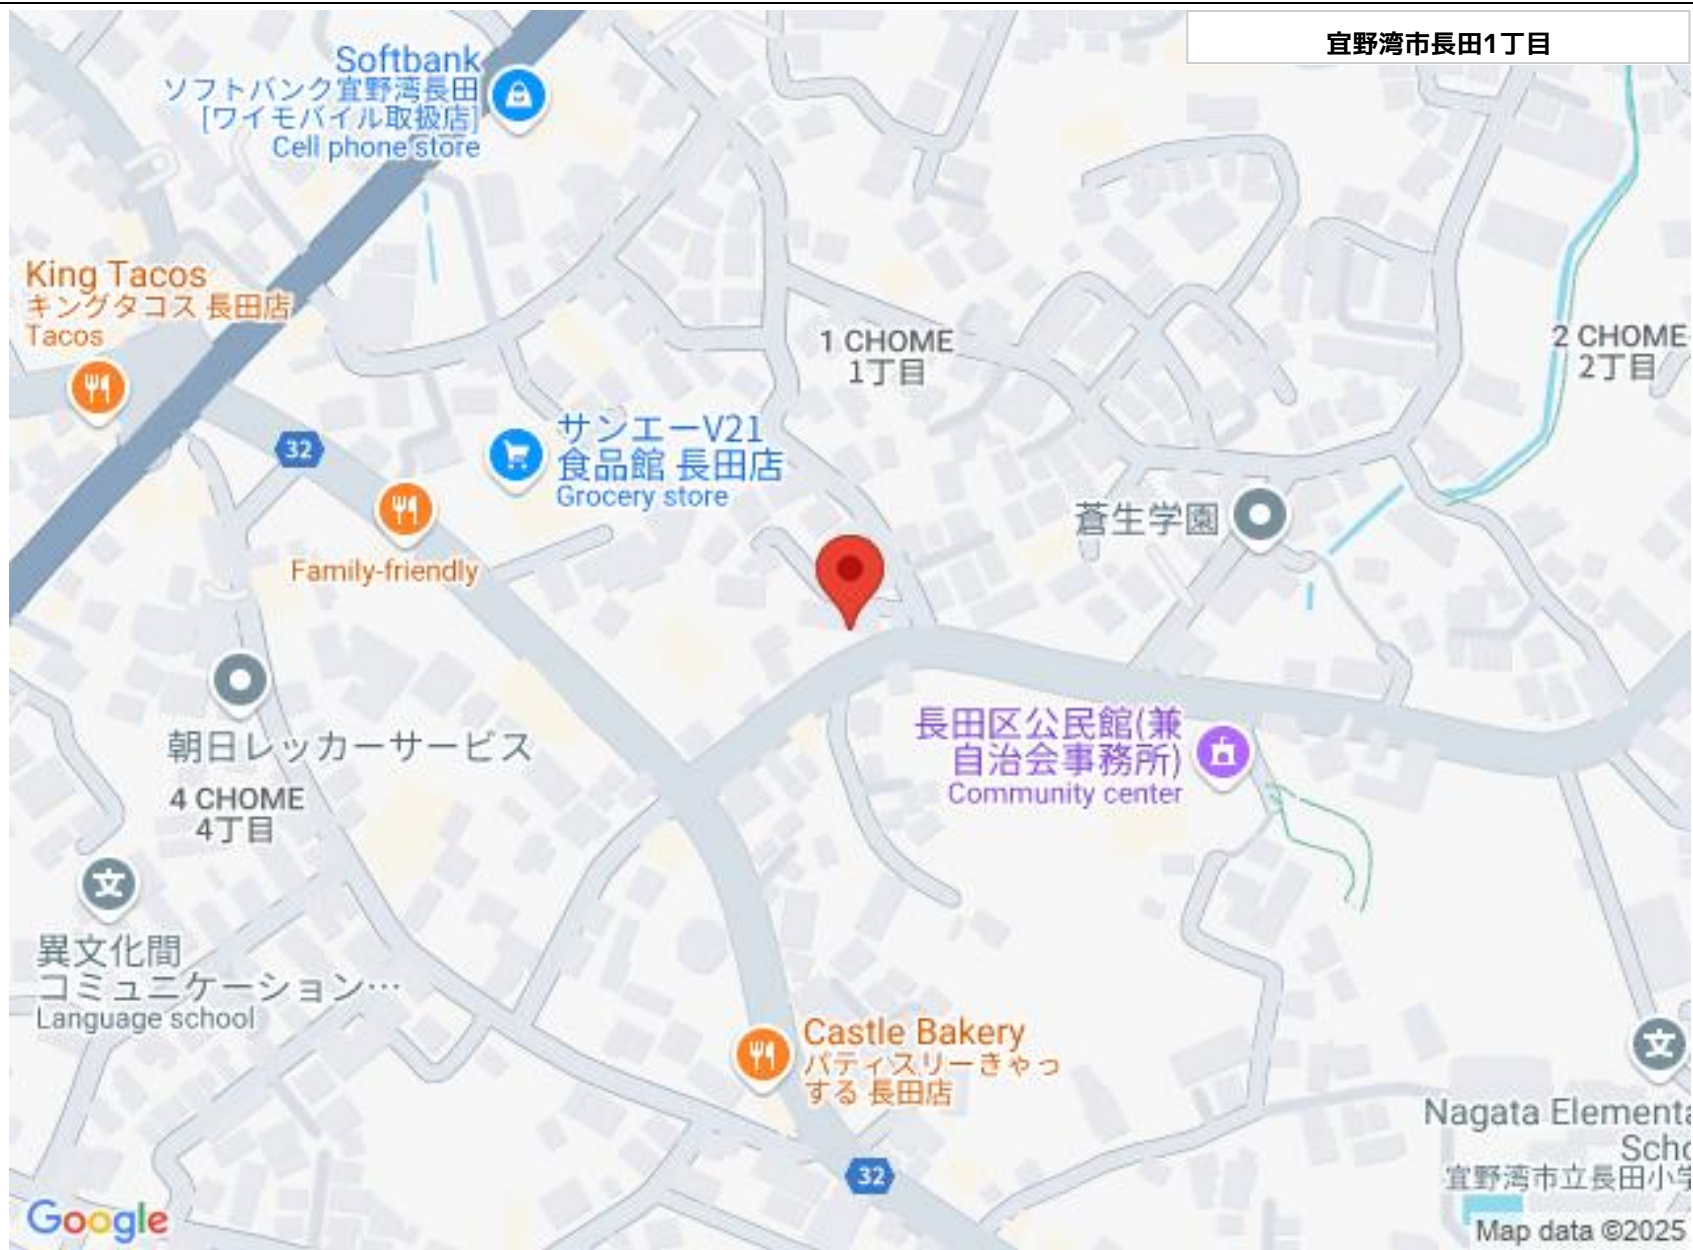 宜野湾市長田1丁目
Softbank
ソフトバンク宜野湾長田
[ワイモバイル取扱店]
Cell phone store
King Tacos
キングタコス 長田店
Tacos
1 CHOME
1丁目
2 CHOME
2丁目
32
サンエーV21
食品館 長田店
Grocery store
蒼生学園
Family-friendly
長田区公民館(兼
自治会事務所)
Community center
朝日レッカーサービス
4 CHOME
4丁目
文
異文化間
コミュニケーション…
Language school
Castle Bakery
パティスリーきゃっ
する 長田店
文
Nagata Elementa
Scho
宜野湾市立長田小学
32
Google
Map data ©2025